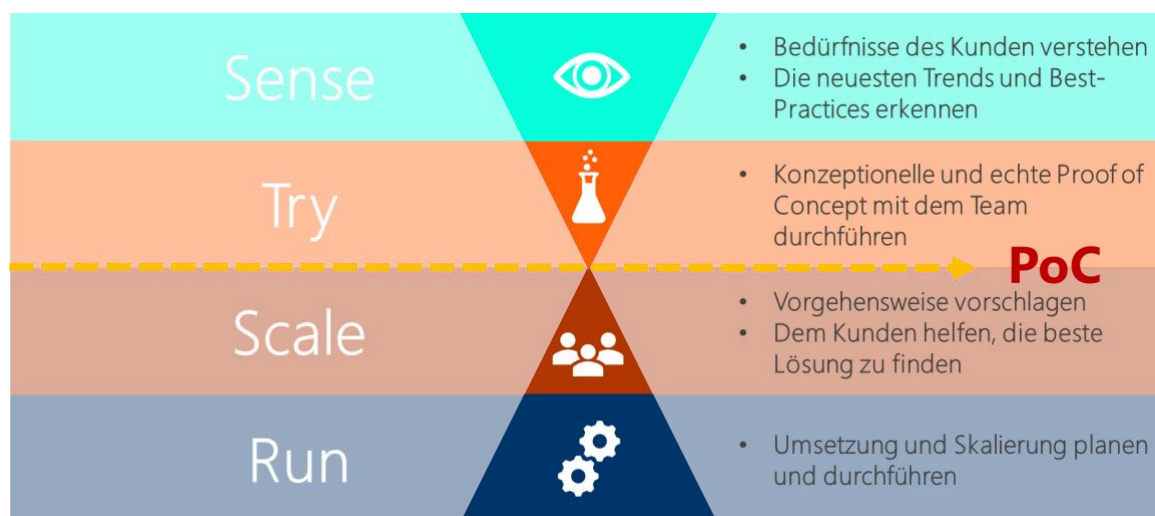 Sense
• Bedürfnisse des Kunden verstehen
• Die neuesten Trends und Best-
Practices erkennen
Try
• Konzeptionelle und echte Proof of
Concept mit dem Team
durchführen
PoC
Scale
• Vorgehensweise vorschlagen
• Dem Kunden helfen, die beste
Lösung zu finden
Run
• Umsetzung und Skalierung planen
und durchführen